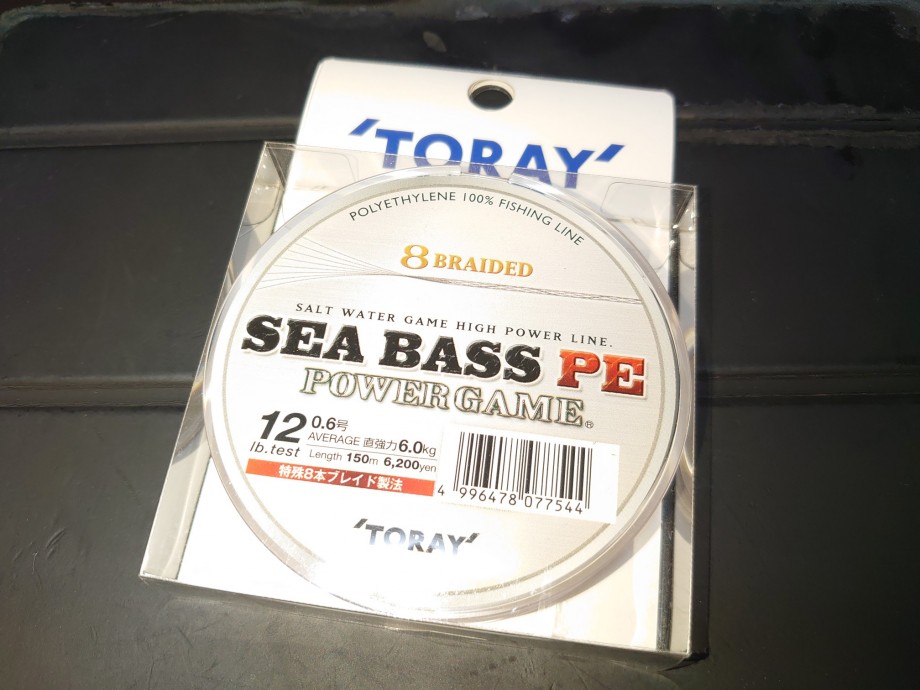 TORAY
POLYETHYLENE 100% FISHING LINE
8 BRAIDED
SALT WATER GAME HIGH POWER LINE.
SEA BASS PE
POWER GAME®
12 lb.test
0.6号
AVERAGE 直強力 6.0kg
Length 150m 6,200yen
特殊8本ブレイド製法
4 996478 077544
TORAY